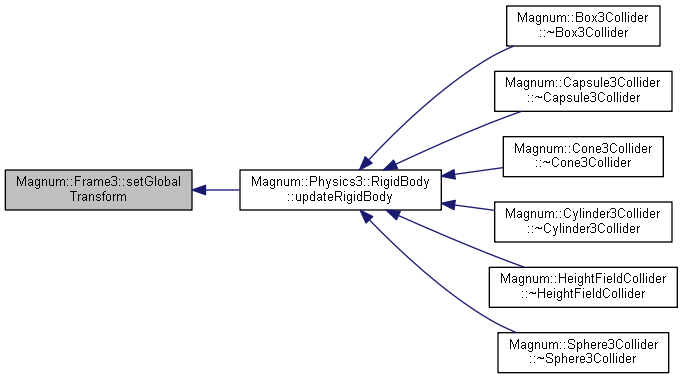 Magnum::Frame3::setGlobal
Transform
Magnum::Physics3::RigidBody
::updateRigidBody
Magnum::Box3Collider
::~Box3Collider
Magnum::Capsule3Collider
::~Capsule3Collider
Magnum::Cone3Collider
::~Cone3Collider
Magnum::Cylinder3Collider
::~Cylinder3Collider
Magnum::HeightFieldCollider
::~HeightFieldCollider
Magnum::Sphere3Collider
::~Sphere3Collider